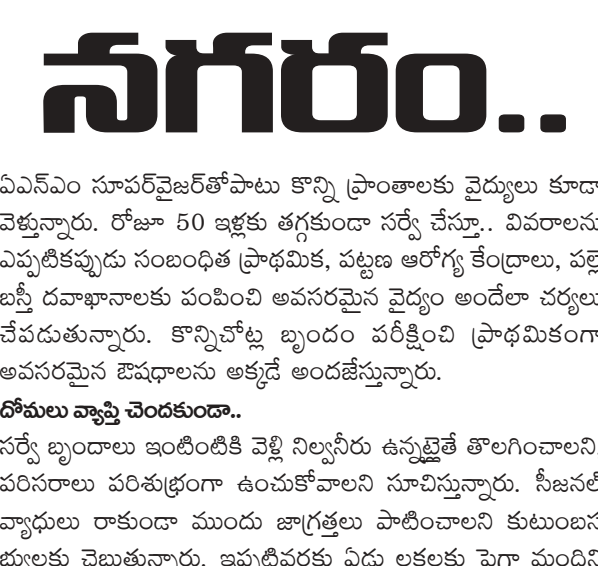 నగరం..
ఏఎన్ఎం సూపర్‌వైజర్‌తోపాటు కొన్ని ప్రాంతాలకు వైద్యులు కూడా
వెళ్తున్నారు. రోజూ 50 ఇళ్లకు తగ్గకుండా సర్వే చేస్తూ.. వివరాలను
ఎప్పటికప్పుడు సంబంధిత ప్రాథమిక, పట్టణ ఆరోగ్య కేంద్రాలు, పల్లె
బస్తీ దవాఖానాలకు పంపించి అవసరమైన వైద్యం అందేలా చర్యలు
చేపడుతున్నారు. కొన్నిచోట్ల బృందం పరీక్షించి ప్రాథమికంగా
అవసరమైన ఔషధాలను అక్కడే అందజేస్తున్నారు.
దోమలు వ్యాప్తి చెందకుండా..
సర్వే బృందాలు ఇంటింటికి వెళ్లి నిల్వనీరు ఉన్నట్లైతే తొలగించాలని,
పరిసరాలు పరిశుభ్రంగా ఉంచుకోవాలని సూచిస్తున్నారు. సీజనల్
వ్యాధులు రాకుండా ముందు జాగ్రత్తలు పాటించాలని కుటుంబస
భ్యులకు చెబుతున్నారు. ఇప్పటివరకు ఏడు లక్షలకు పైగా మందిని